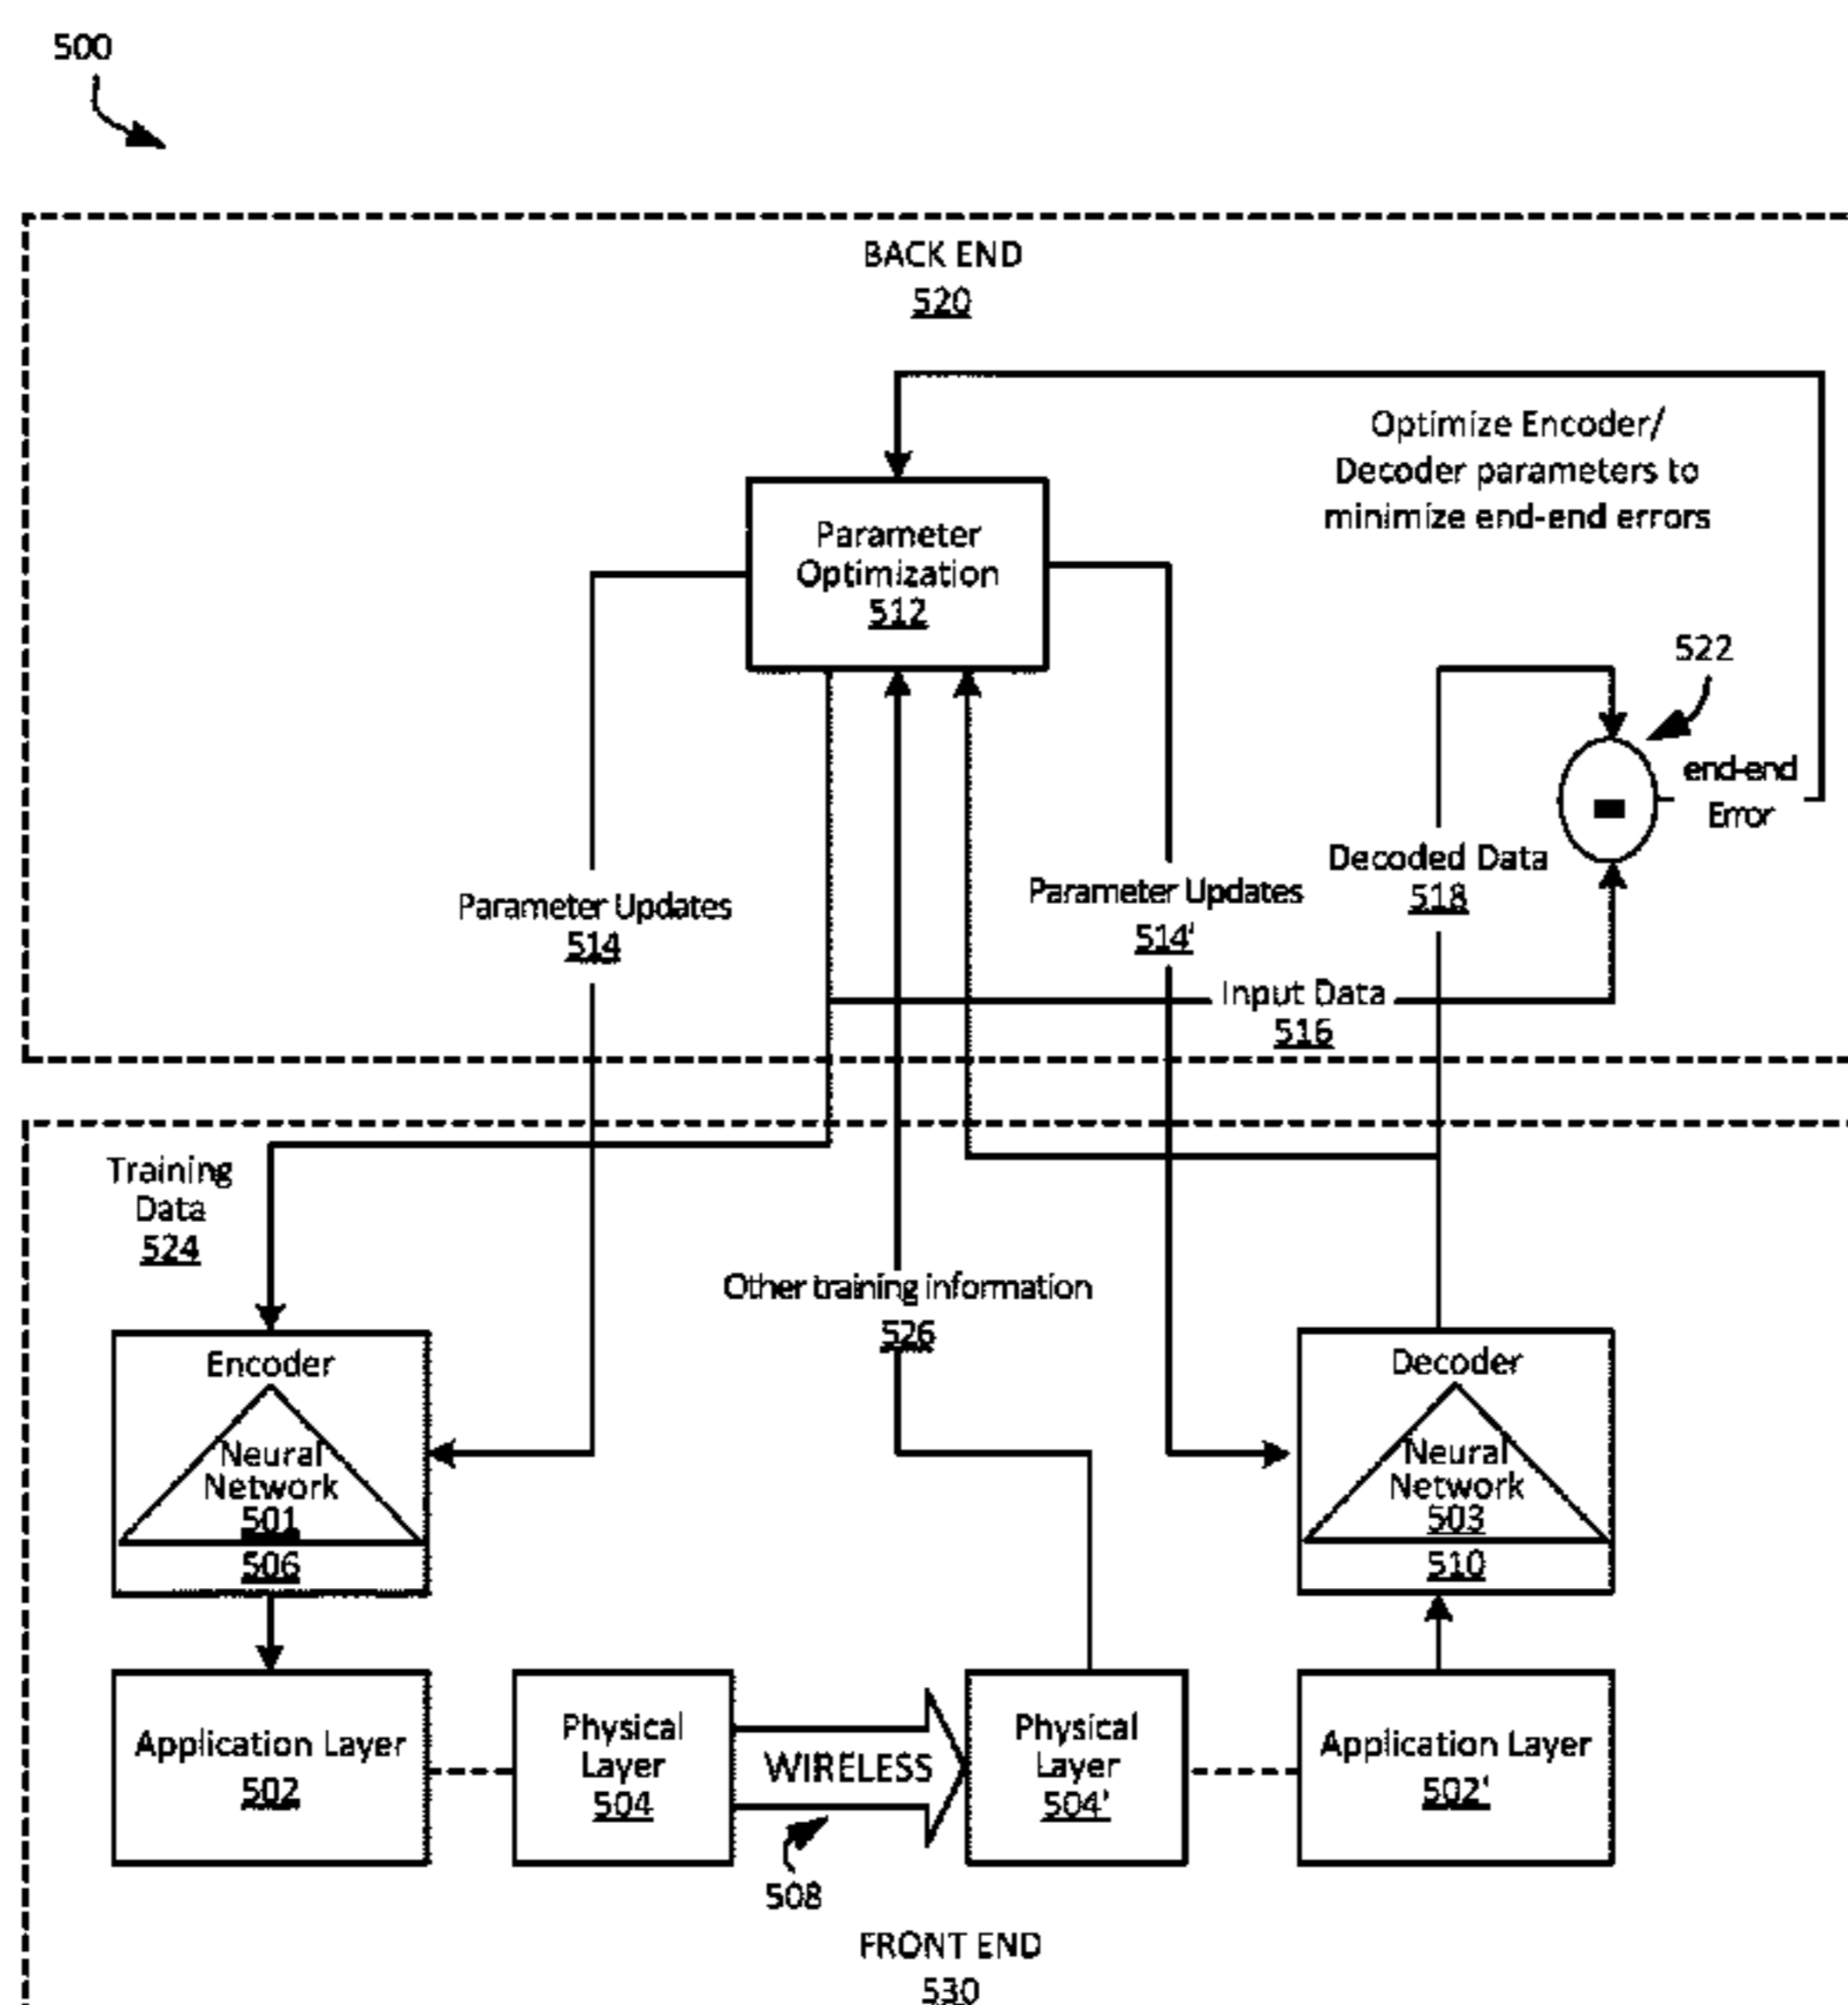 500
BACK END
520
Optimize Encoder/
Decoder parameters to
minimize end-end errors
Parameter
Optimization
512
522
end-end
Error
Decoded Data
518
Parameter Updates
514
Parameter Updates
514'
Input Data
516
Training
Data
524
Other training information
526
Encoder
Neural
Network
501
506
Decoder
Neural
Network
503
510
Application Layer
502
Physical
Layer
504
WIRELESS
508
Physical
Layer
504'
Application Layer
502'
FRONT END
530